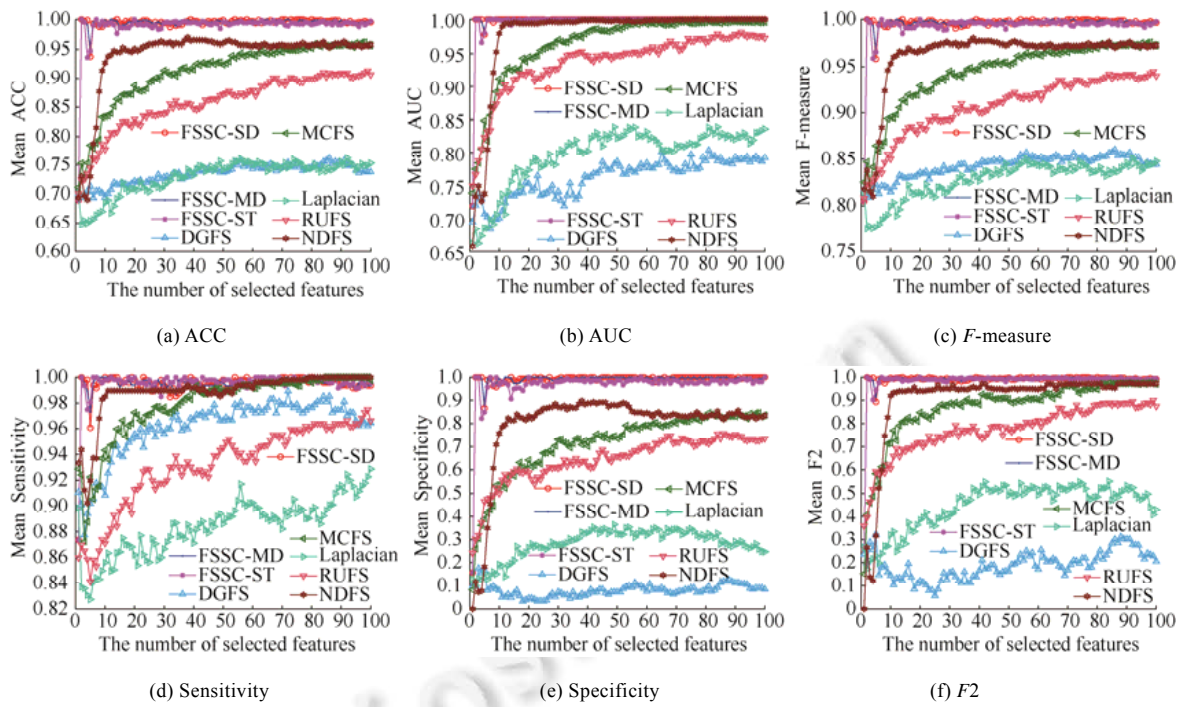 1.00
0.95
0.90
0.85
0.80
0.75
0.70
0.65
0.60
Mean ACC
FSSC-SD
MCFS
FSSC-MD
Laplacian
FSSC-ST
RUFS
DGFS
NDFS
0 10 20 30 40 50 60 70 80 90 100
The number of selected features
(a) ACC
1.00
0.95
0.90
0.85
0.80
0.75
0.70
0.65
Mean AUC
FSSC-SD
MCFS
FSSC-MD
Laplacian
FSSC-ST
RUFS
DGFS
NDFS
0 10 20 30 40 50 60 70 80 90 100
The number of selected features
(b) AUC
1.00
0.95
0.90
0.85
0.80
0.75
Mean F-measure
FSSC-SD
MCFS
FSSC-MD
Laplacian
FSSC-ST
RUFS
DGFS
NDFS
0 10 20 30 40 50 60 70 80 90 100
The number of selected features
(c) F-measure
1.00
0.98
0.96
0.94
0.92
0.90
0.88
0.86
0.84
0.82
Mean Sensitivity
FSSC-SD
MCFS
FSSC-MD
Laplacian
FSSC-ST
RUFS
DGFS
NDFS
0 10 20 30 40 50 60 70 80 90 100
The number of selected features
(d) Sensitivity
1
0.9
0.8
0.7
0.6
0.5
0.4
0.3
0.2
0.1
0
Mean Specificity
FSSC-SD
MCFS
FSSC-MD
Laplacian
FSSC-ST
RUFS
DGFS
NDFS
0 10 20 30 40 50 60 70 80 90 100
The number of selected features
(e) Specificity
1
0.9
0.8
0.7
0.6
0.5
0.4
0.3
0.2
0.1
0
Mean F2
FSSC-SD
FSSC-MD
MCFS
FSSC-ST
Laplacian
DGFS
RUFS
NDFS
0 10 20 30 40 50 60 70 80 90 100
The number of selected features
(f) F2